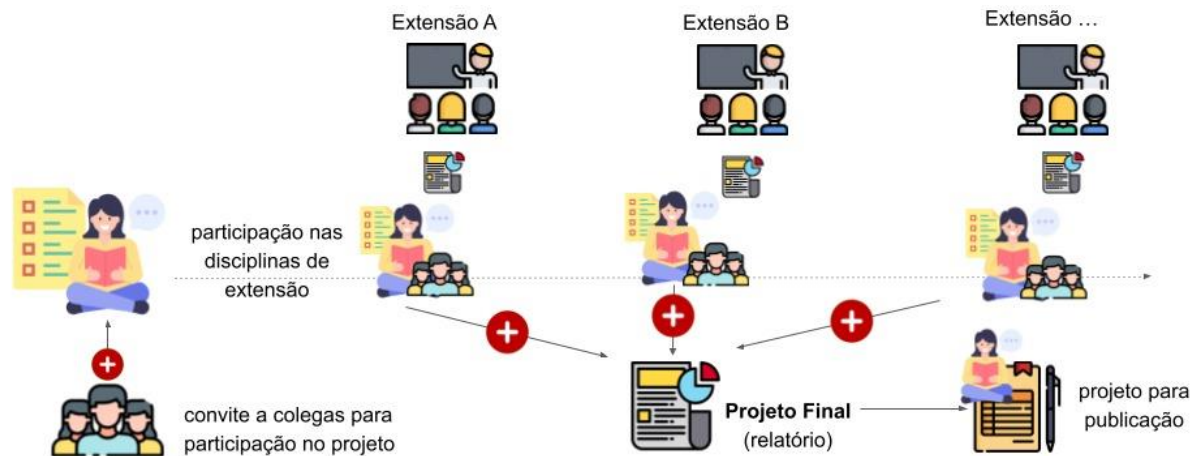 Extensão A
Extensão B
Extensão ...
participação nas
disciplinas de
extensão
convite a colegas para
participação no projeto
Projeto Final
(relatório)
projeto para
publicação